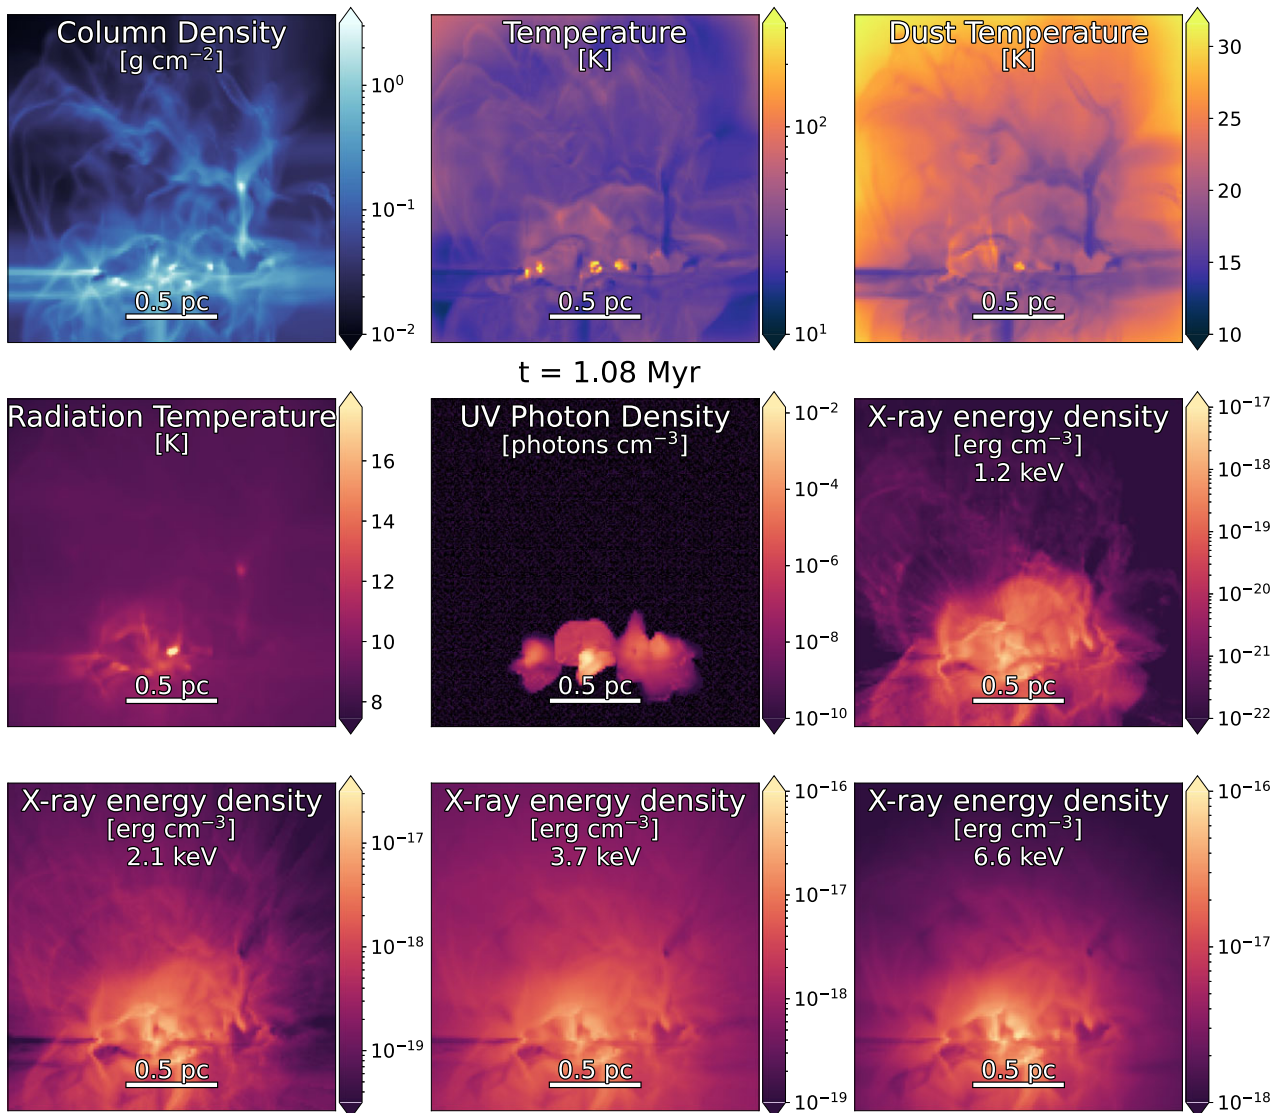 Column Density
[g cm⁻²]
10⁰
10⁻¹
10⁻²
0.5 pc
Temperature
[K]
10²
10¹
0.5 pc
Dust Temperature
[K]
30
25
20
15
10
0.5 pc
t = 1.08 Myr
Radiation Temperature
[K]
16
14
12
10
8
0.5 pc
UV Photon Density
[photons cm⁻³]
10⁻²
10⁻⁴
10⁻⁶
10⁻⁸
10⁻¹⁰
0.5 pc
X-ray energy density
[erg cm⁻³]
1.2 keV
10⁻¹⁷
10⁻¹⁸
10⁻¹⁹
10⁻²⁰
10⁻²¹
10⁻²²
0.5 pc
X-ray energy density
[erg cm⁻³]
2.1 keV
10⁻¹⁷
10⁻¹⁸
10⁻¹⁹
0.5 pc
X-ray energy density
[erg cm⁻³]
3.7 keV
10⁻¹⁶
10⁻¹⁷
10⁻¹⁸
10⁻¹⁹
0.5 pc
X-ray energy density
[erg cm⁻³]
6.6 keV
10⁻¹⁶
10⁻¹⁷
10⁻¹⁸
0.5 pc